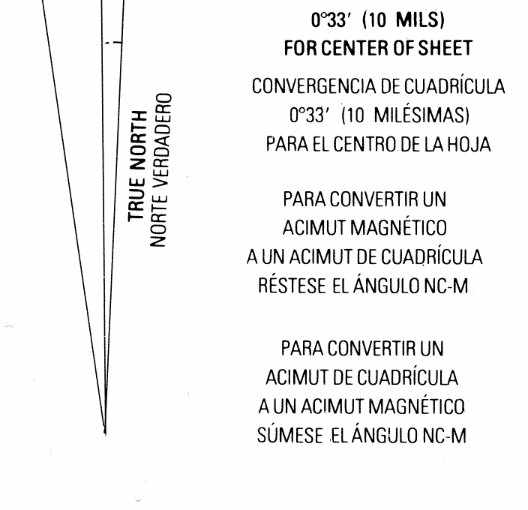 0°33′ (10 MILS)
FOR CENTER OF SHEET
CONVERGENCIA DE CUADRÍCULA
0°33′ (10 MILÉSIMAS)
PARA EL CENTRO DE LA HOJA
TRUE NORTH
NORTE VERDADERO
PARA CONVERTIR UN
ACIMUT MAGNÉTICO
A UN ACIMUT DE CUADRÍCULA
RÉSTESE EL ÁNGULO NC-M
PARA CONVERTIR UN
ACIMUT DE CUADRÍCULA
A UN ACIMUT MAGNÉTICO
SÚMESE EL ÁNGULO NC-M